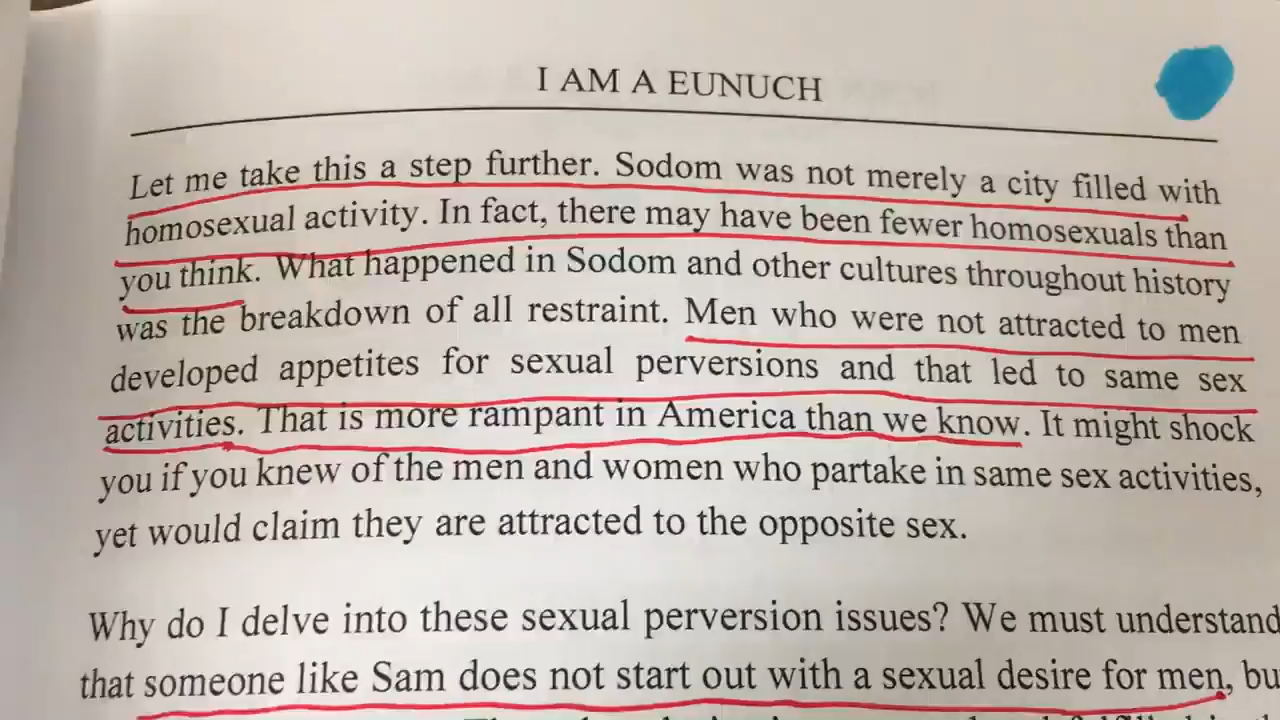 I AM A EUNUCH
Let me take this a step further. Sodom was not merely a city filled with
homosexual activity. In fact, there may have been fewer homosexuals than
you think. What happened in Sodom and other cultures throughout history
was the breakdown of all restraint. Men who were not attracted to men
developed appetites for sexual perversions and that led to same sex
activities. That is more rampant in America than we know. It might shock
you if you knew of the men and women who partake in same sex activities,
yet would claim they are attracted to the opposite sex.
Why do I delve into these sexual perversion issues? We must understand
that someone like Sam does not start out with a sexual desire for men, bu